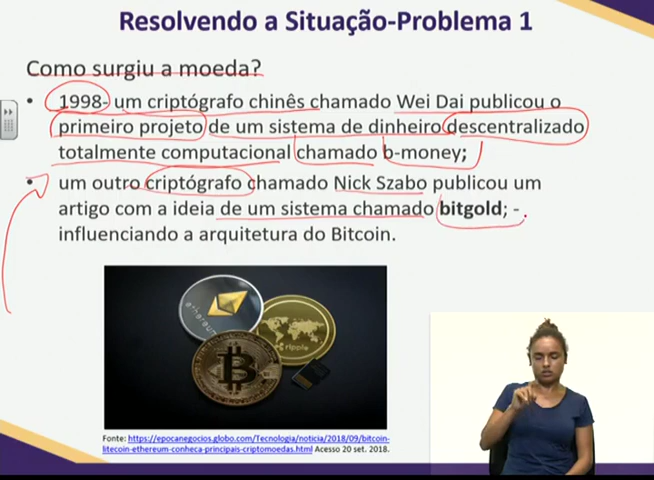 Resolvendo a Situação-Problema 1
Como surgiu a moeda?
• 1998- um criptógrafo chinês chamado Wei Dai publicou o
primeiro projeto de um sistema de dinheiro descentralizado
totalmente computacional chamado b-money;
• um outro criptógrafo chamado Nick Szabo publicou um
artigo com a ideia de um sistema chamado bitgold; -
influenciando a arquitetura do Bitcoin.
ethereum
ripple
Fonte: https://epocanegocios.globo.com/Tecnologia/noticia/2018/09/bitcoin-
litecoin-ethereum-conheca-principais-criptomoedas.html Acesso 20 set. 2018.